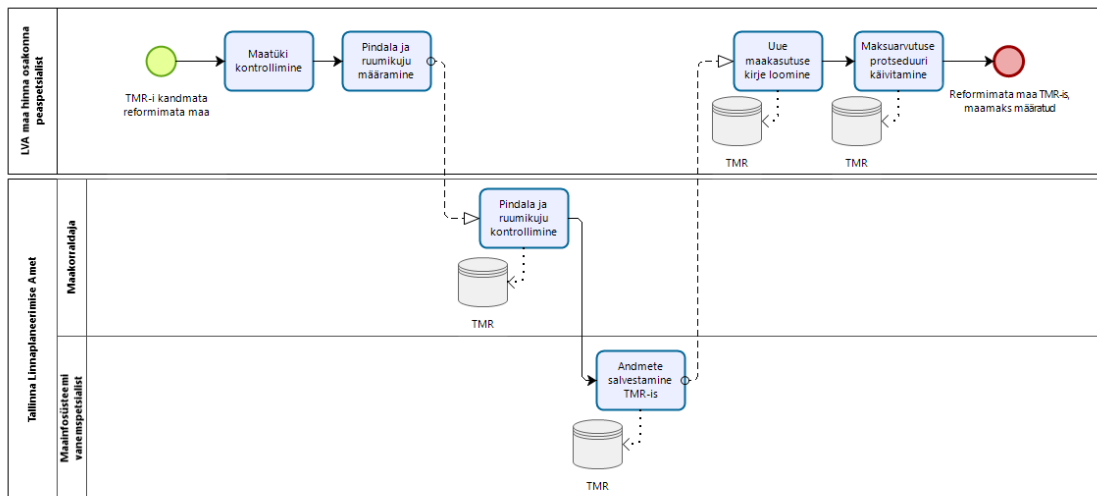 LVA maa hinna osakonna
peaspetsialist
TMR-i kandmata
reformimata maa
Maatüki
kontrollimine
Pindala ja
ruumikuju
määramine
Uue
maakasutuse
kirje loomine
TMR
Maksuarvutuse
protseduuri
käivitamine
TMR
Reformimata maa TMR-is,
maamaks määratud
Tallinna Linnaplaneerimise Amet
Maakorraldaja
Pindala ja
ruumikuju
kontrollimine
TMR
Maainfosüsteemi
vanemspetsialist
Andmete
salvestamine
TMR-is
TMR